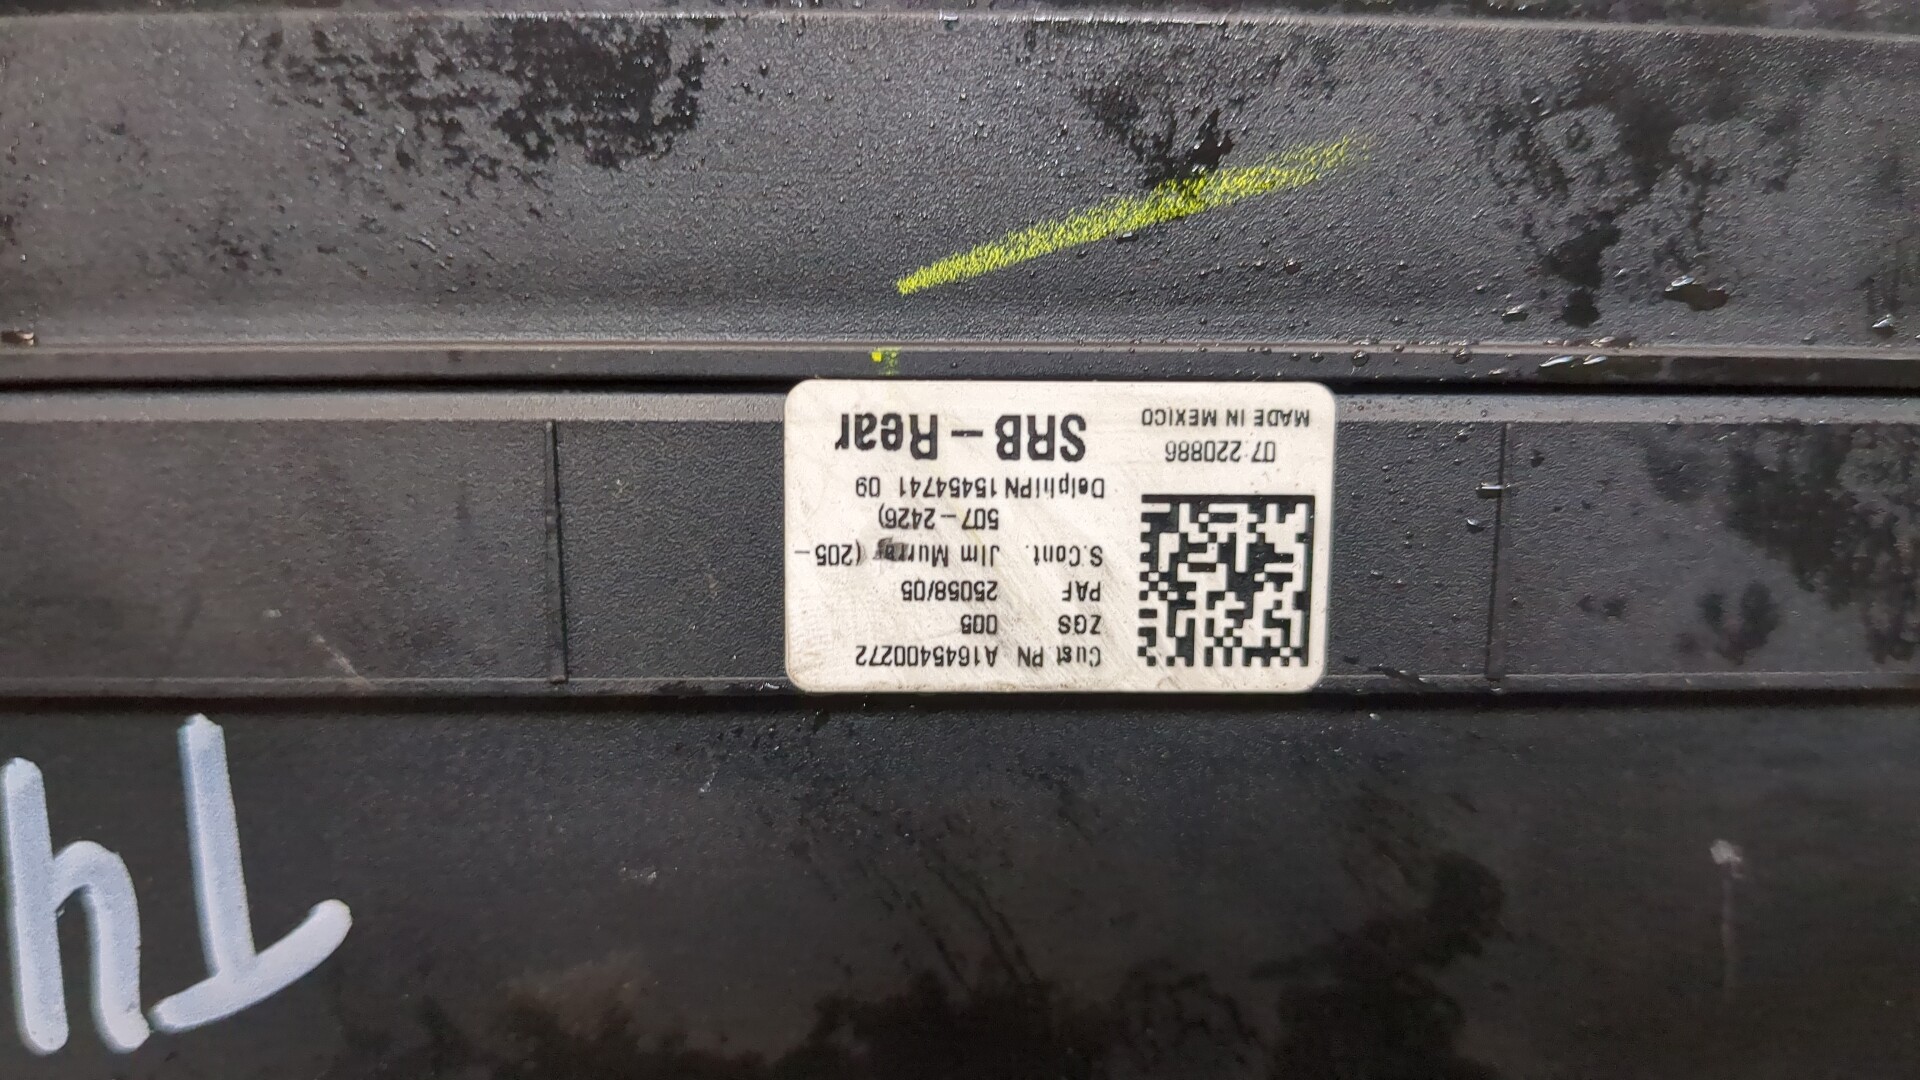 Cust PN A1645400272
ZGS 005
PAF 25058/05
S.Cont. Jim Murray (205-
507-2426)
DelphiPN 15454741 09
SRB-Rear
07.220886
MADE IN MEXICO